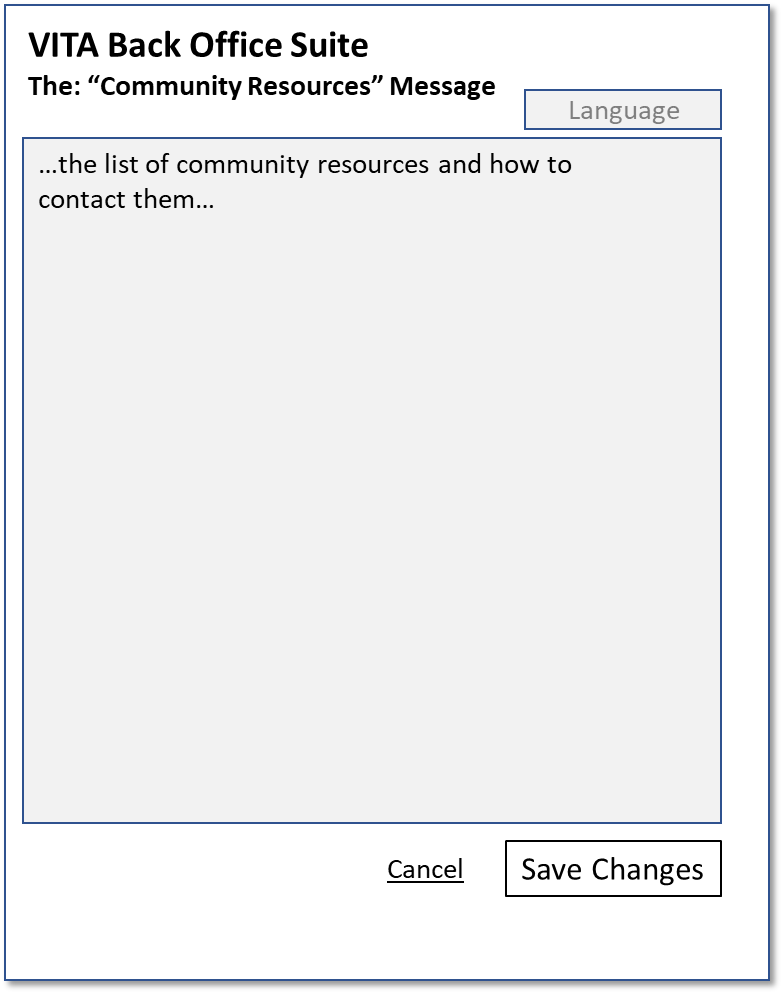 VITA Back Office Suite
The: “Community Resources” Message
Language
…the list of community resources and how to
contact them…
Cancel
Save Changes